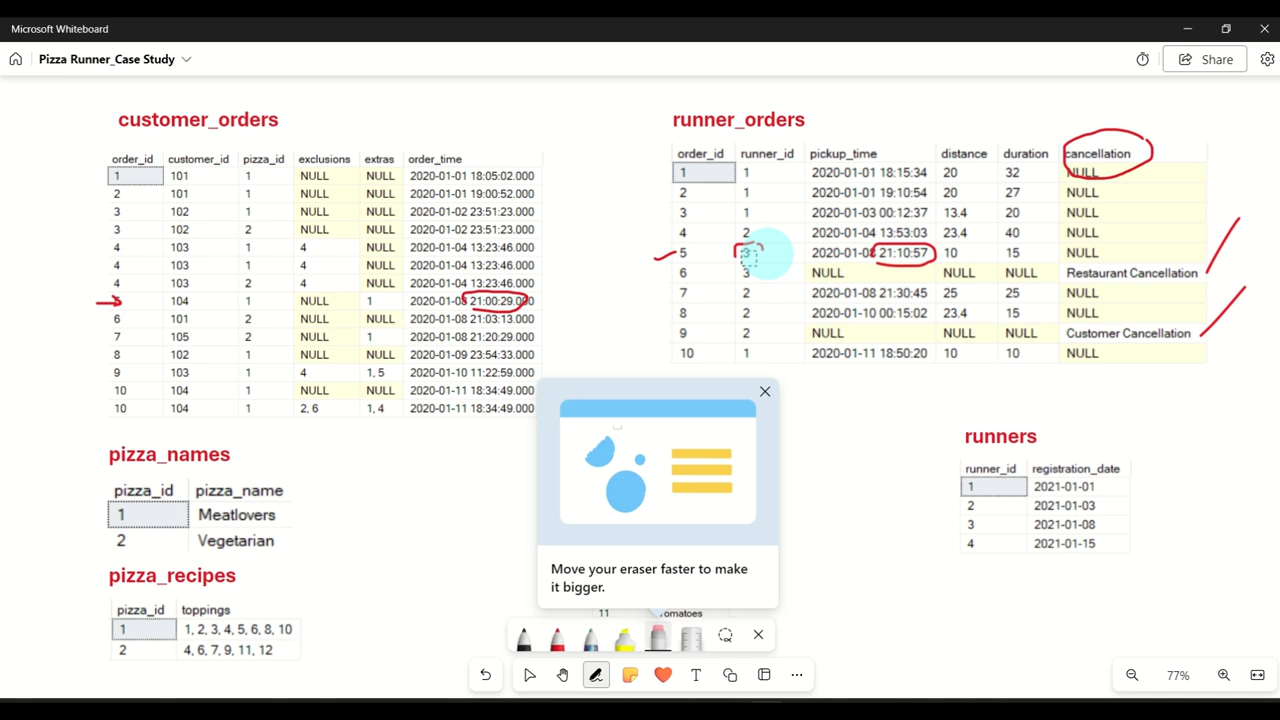 Microsoft Whiteboard
Pizza Runner_Case Study
Share
customer_orders
order_id customer_id pizza_id exclusions extras order_time
1 101 1 NULL NULL 2020-01-01 18:05:02.000
2 101 1 NULL NULL 2020-01-01 19:00:52.000
3 102 1 NULL NULL 2020-01-02 23:51:23.000
3 102 2 NULL NULL 2020-01-02 23:51:23.000
4 103 1 4 NULL 2020-01-04 13:23:46.000
4 103 1 4 NULL 2020-01-04 13:23:46.000
4 103 2 4 NULL 2020-01-04 13:23:46.000
5 104 1 NULL 1 2020-01-08 21:00:29.000
6 101 2 NULL NULL 2020-01-08 21:03:13.000
7 105 2 NULL 1 2020-01-08 21:20:29.000
8 102 1 NULL NULL 2020-01-09 23:54:33.000
9 103 1 4 1, 5 2020-01-10 11:22:59.000
10 104 1 NULL NULL 2020-01-11 18:34:49.000
10 104 1 2, 6 1, 4 2020-01-11 18:34:49.000
runner_orders
order_id runner_id pickup_time distance duration cancellation
1 1 2020-01-01 18:15:34 20 32 NULL
2 1 2020-01-01 19:10:54 20 27 NULL
3 1 2020-01-03 00:12:37 13.4 20 NULL
4 2 2020-01-04 13:53:03 23.4 40 NULL
5 3 2020-01-08 21:10:57 10 15 NULL
6 3 NULL NULL NULL Restaurant Cancellation
7 2 2020-01-08 21:30:45 25 25 NULL
8 2 2020-01-10 00:15:02 23.4 15 NULL
9 2 NULL NULL NULL Customer Cancellation
10 1 2020-01-11 18:50:20 10 10 NULL
pizza_names
pizza_id pizza_name
1 Meatlovers
2 Vegetarian
pizza_recipes
pizza_id toppings
1 1, 2, 3, 4, 5, 6, 8, 10
2 4, 6, 7, 9, 11, 12
Move your eraser faster to make
it bigger.
11 omatoes
runners
runner_id registration_date
1 2021-01-01
2 2021-01-03
3 2021-01-08
4 2021-01-15
77%